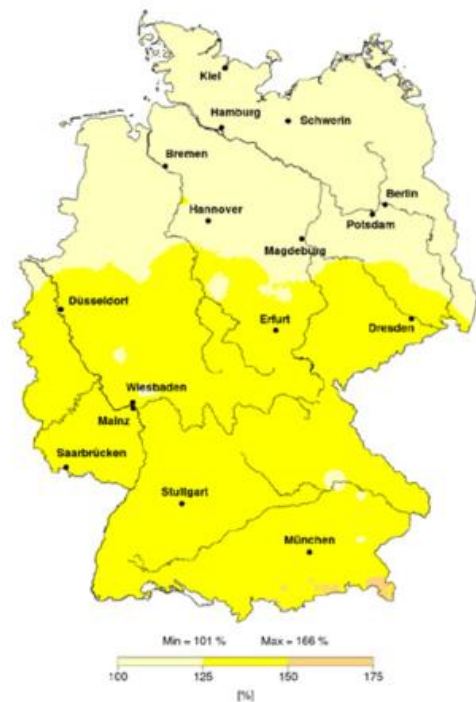 Kiel
Hamburg
Schwerin
Bremen
Berlin
Hannover
Potsdam
Magdeburg
Düsseldorf
Erfurt
Dresden
Wiesbaden
Mainz
Saarbrücken
Stuttgart
München
Min = 101 % Max = 166 %
100 125 150 175
[%]